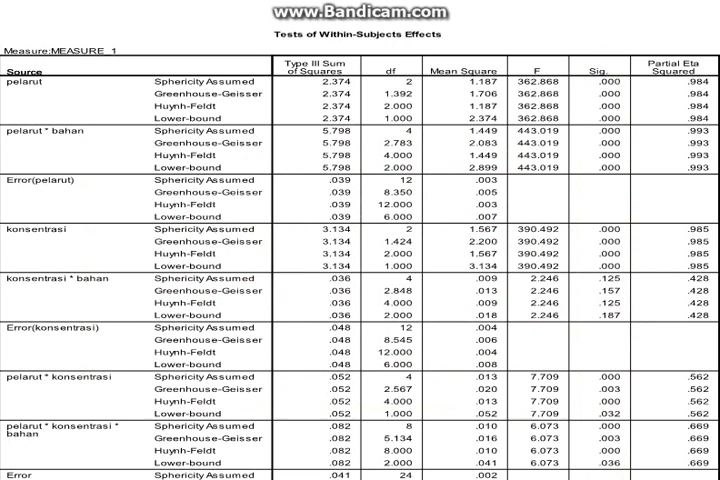 www.Bandicam.com
Tests of Within-Subjects Effects
Measure:MEASURE_1
Source Type III Sum of Squares df Mean Square F Sig. Partial Eta Squared
pelarut Sphericity Assumed 2.374 2 1.187 362.868 .000 .984
Greenhouse-Geisser 2.374 1.392 1.706 362.868 .000 .984
Huynh-Feldt 2.374 2.000 1.187 362.868 .000 .984
Lower-bound 2.374 1.000 2.374 362.868 .000 .984
pelarut * bahan Sphericity Assumed 5.798 4 1.449 443.019 .000 .993
Greenhouse-Geisser 5.798 2.783 2.083 443.019 .000 .993
Huynh-Feldt 5.798 4.000 1.449 443.019 .000 .993
Lower-bound 5.798 2.000 2.899 443.019 .000 .993
Error(pelarut) Sphericity Assumed .039 12 .003
Greenhouse-Geisser .039 8.350 .005
Huynh-Feldt .039 12.000 .003
Lower-bound .039 6.000 .007
konsentrasi Sphericity Assumed 3.134 2 1.567 390.492 .000 .985
Greenhouse-Geisser 3.134 1.424 2.200 390.492 .000 .985
Huynh-Feldt 3.134 2.000 1.567 390.492 .000 .985
Lower-bound 3.134 1.000 3.134 390.492 .000 .985
konsentrasi * bahan Sphericity Assumed .036 4 .009 2.246 .125 .428
Greenhouse-Geisser .036 2.848 .013 2.246 .157 .428
Huynh-Feldt .036 4.000 .009 2.246 .125 .428
Lower-bound .036 2.000 .018 2.246 .187 .428
Error(konsentrasi) Sphericity Assumed .048 12 .004
Greenhouse-Geisser .048 8.545 .006
Huynh-Feldt .048 12.000 .004
Lower-bound .048 6.000 .008
pelarut * konsentrasi Sphericity Assumed .052 4 .013 7.709 .000 .562
Greenhouse-Geisser .052 2.567 .020 7.709 .003 .562
Huynh-Feldt .052 4.000 .013 7.709 .000 .562
Lower-bound .052 1.000 .052 7.709 .032 .562
pelarut * konsentrasi * bahan Sphericity Assumed .082 8 .010 6.073 .000 .669
Greenhouse-Geisser .082 5.134 .016 6.073 .003 .669
Huynh-Feldt .082 8.000 .010 6.073 .000 .669
Lower-bound .082 2.000 .041 6.073 .036 .669
Error Sphericity Assumed .041 24 .002